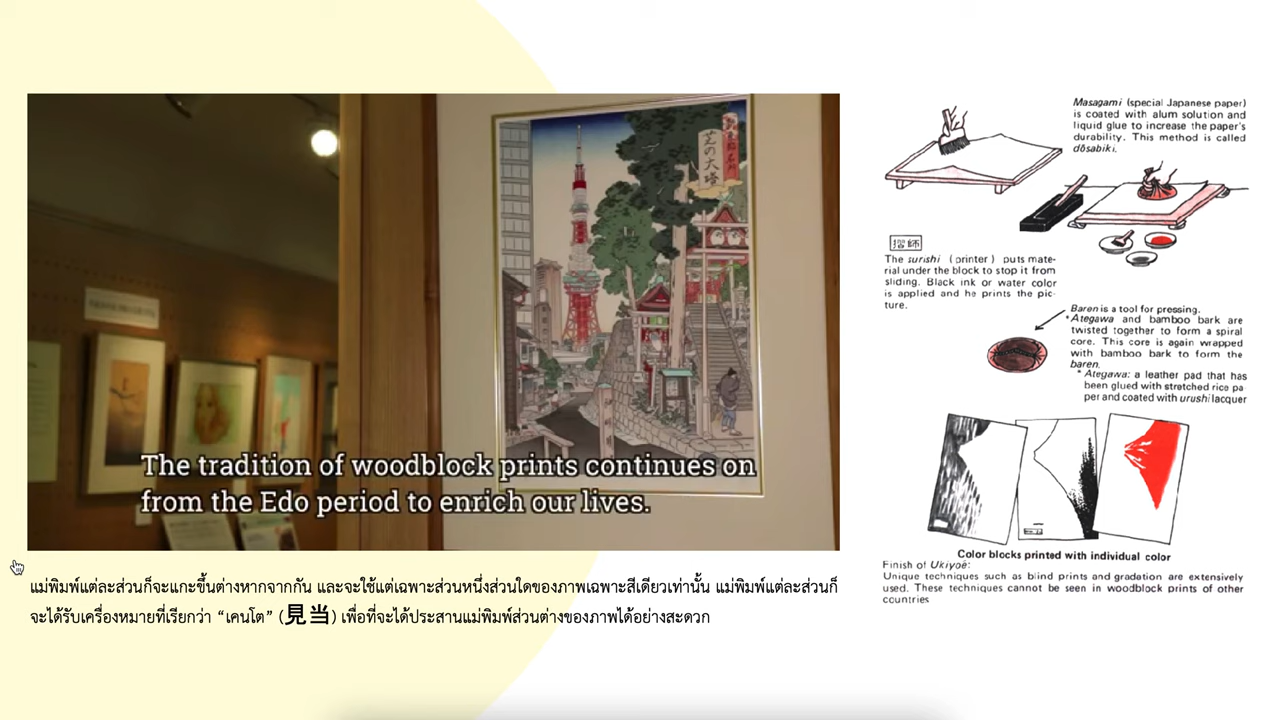 芝の大塔
The tradition of woodblock prints continues on
from the Edo period to enrich our lives.
แม่พิมพ์แต่ละส่วนก็จะแกะขึ้นต่างหากจากกัน และจะใช้แต่เฉพาะส่วนหนึ่งส่วนใดของภาพเฉพาะสีเดียวเท่านั้น แม่พิมพ์แต่ละส่วนก็
จะได้รับเครื่องหมายที่เรียกว่า “เคนโต” (見当) เพื่อที่จะได้ประสานแม่พิมพ์ส่วนต่างของภาพได้อย่างสะดวก
Masagami (special Japanese paper)
is coated with alum solution and
liquid glue to increase the paper's
durability. This method is called
dōsabiki.
摺師
The surishi (printer) puts mate-
rial under the block to stop it from
sliding. Black ink or water color
is applied and he prints the pic-
ture.
Baren is a tool for pressing.
*Ategawa and bamboo bark are
twisted together to form a spiral
core. This core is again wrapped
with bamboo bark to form the
baren.
* Ategawa: a leather pad that has
been glued with stretched rice pa-
per and coated with urushi lacquer
Color blocks printed with individual color
Finish of Ukiyoē:
Unique techniques such as blind prints and gradation are extensively
used. These techniques cannot be seen in woodblock prints of other
countries